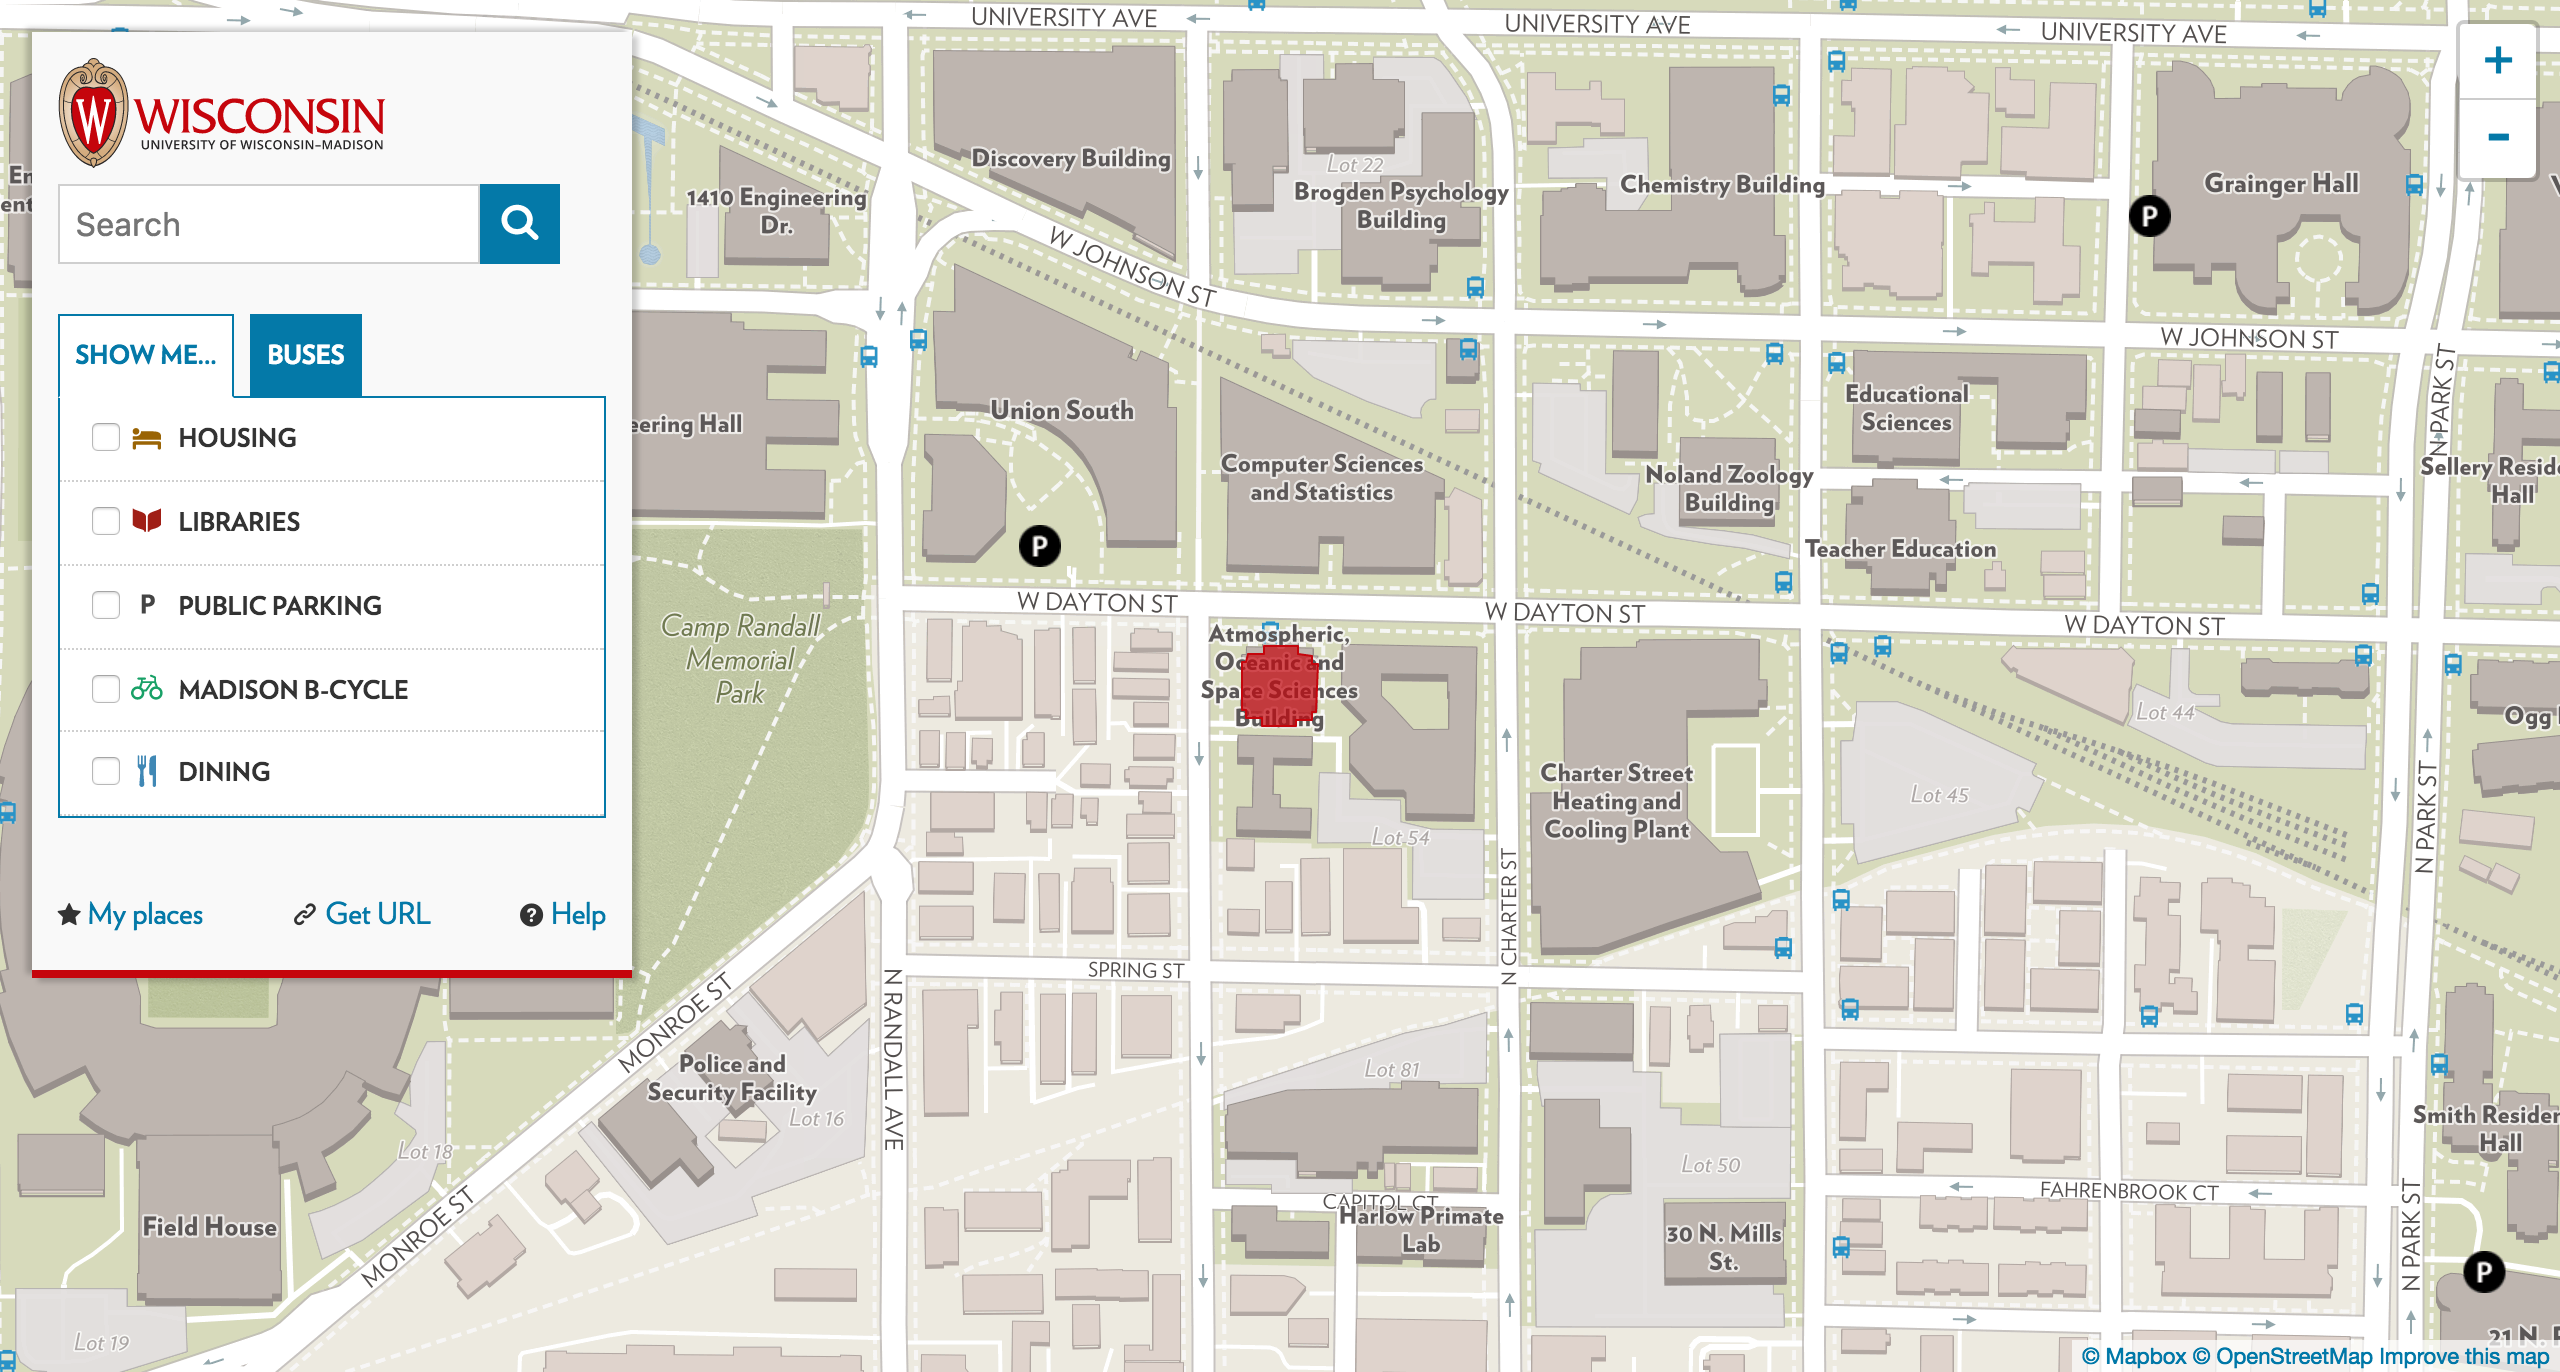 UNIVERSITY AVE
UNIVERSITY AVE
UNIVERSITY AVE
W
WISCONSIN
UNIVERSITY OF WISCONSIN–MADISON
Search
SHOW ME...
BUSES
HOUSING
LIBRARIES
P PUBLIC PARKING
MADISON B-CYCLE
DINING
My places
Get URL
Help
+
−
Discovery Building
1410 Engineering
Dr.
Lot 22
Brogden Psychology
Building
Chemistry Building
Grainger Hall
P
W JOHNSON ST
W JOHNSON ST
N PARK ST
eering Hall
Union South
P
Computer Sciences
and Statistics
Noland Zoology
Building
Educational
Sciences
Teacher Education
Sellery Reside
Hall
W DAYTON ST
W DAYTON ST
W DAYTON ST
Camp Randall
Memorial
Park
Atmospheric,
Oceanic and
Space Sciences
Building
Lot 44
Ogg
Lot 45
Charter Street
Heating and
Cooling Plant
Lot 54
N PARK ST
N CHARTER ST
SPRING ST
N RANDALL AVE
MONROE ST
Police and
Security Facility
Lot 16
Lot 81
Lot 18
Lot 50
Smith Residen
Hall
CAPITOL CT
Harlow Primate
Lab
FAHRENBROOK CT
N PARK ST
Field House
MONROE ST
30 N. Mills
St.
P
Lot 19
21 N.
© Mapbox © OpenStreetMap Improve this map